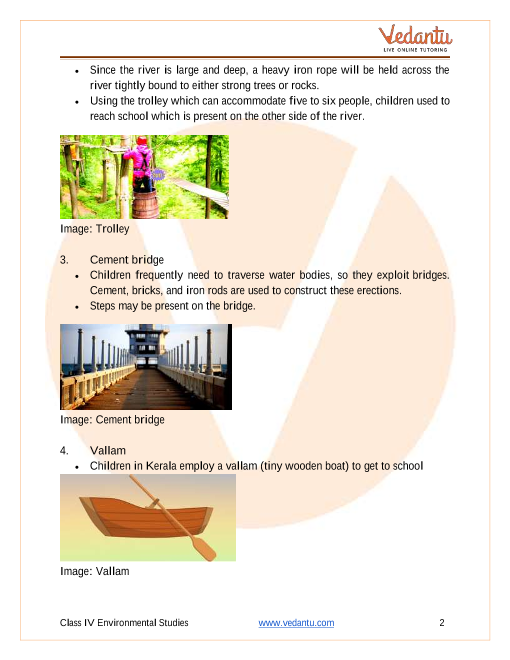 Vedantu
LIVE ONLINE TUTORING
• Since the river is large and deep, a heavy iron rope will be held across the
river tightly bound to either strong trees or rocks.
• Using the trolley which can accommodate five to six people, children used to
reach school which is present on the other side of the river.
Image: Trolley
3. Cement bridge
• Children frequently need to traverse water bodies, so they exploit bridges.
Cement, bricks, and iron rods are used to construct these erections.
• Steps may be present on the bridge.
Image: Cement bridge
4. Vallam
• Children in Kerala employ a vallam (tiny wooden boat) to get to school
Image: Vallam
Class IV Environmental Studies www.vedantu.com 2